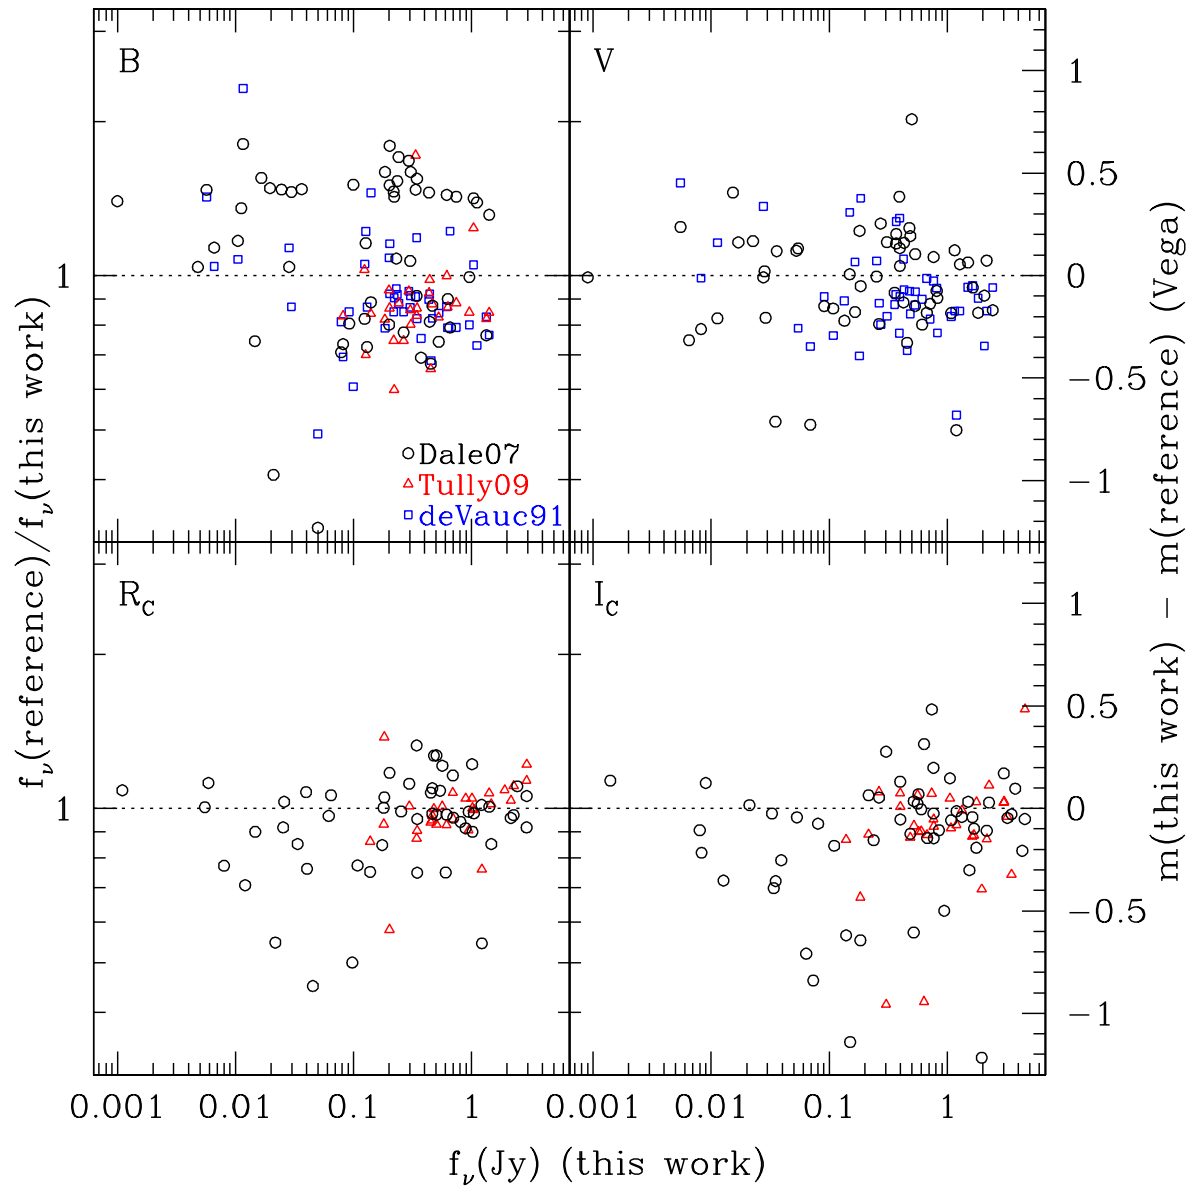 B
V
1
0.5
0
−0.5
−1
1
Dale07
Tully09
deVauc91
R_C
I_C
1
0.5
0
−0.5
−1
1
0.001 0.01 0.1 1 0.001 0.01 0.1 1
f_ν(Jy) (this work)
f_ν(reference)/f_ν(this work)
m(this work) − m(reference) (Vega)